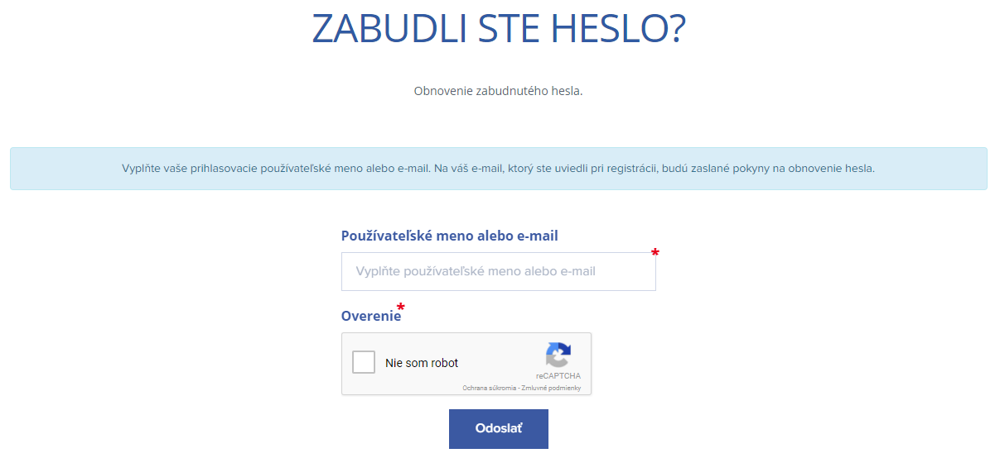 ZABUDLI STE HESLO?
Obnovenie zabudnutého hesla.
Vyplňte vaše prihlasovacie používateľské meno alebo e-mail. Na váš e-mail, ktorý ste uviedli pri registrácii, budú zaslané pokyny na obnovenie hesla.
Používateľské meno alebo e-mail
*
Vyplňte používateľské meno alebo e-mail
Overenie*
Nie som robot
reCAPTCHA
Ochrana súkromia - Zmluvné podmienky
Odoslať